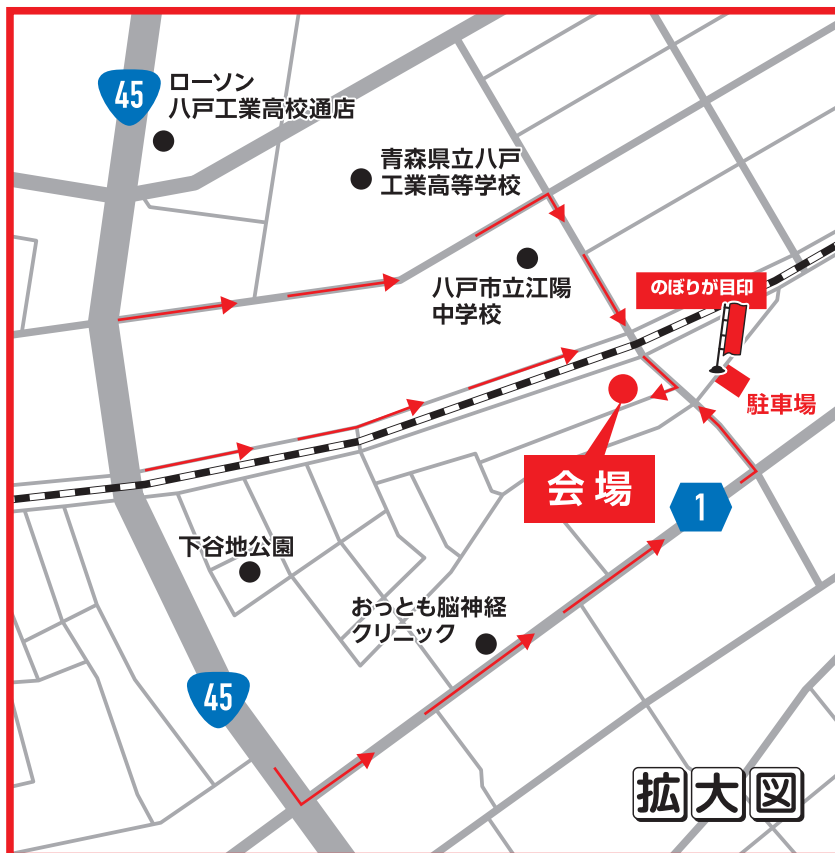 45
ローソン
八戸工業高校通店
青森県立八戸
工業高等学校
八戸市立江陽
中学校
のぼりが目印
駐車場
会場
1
下谷地公園
おっとも脳神経
クリニック
45
拡大図